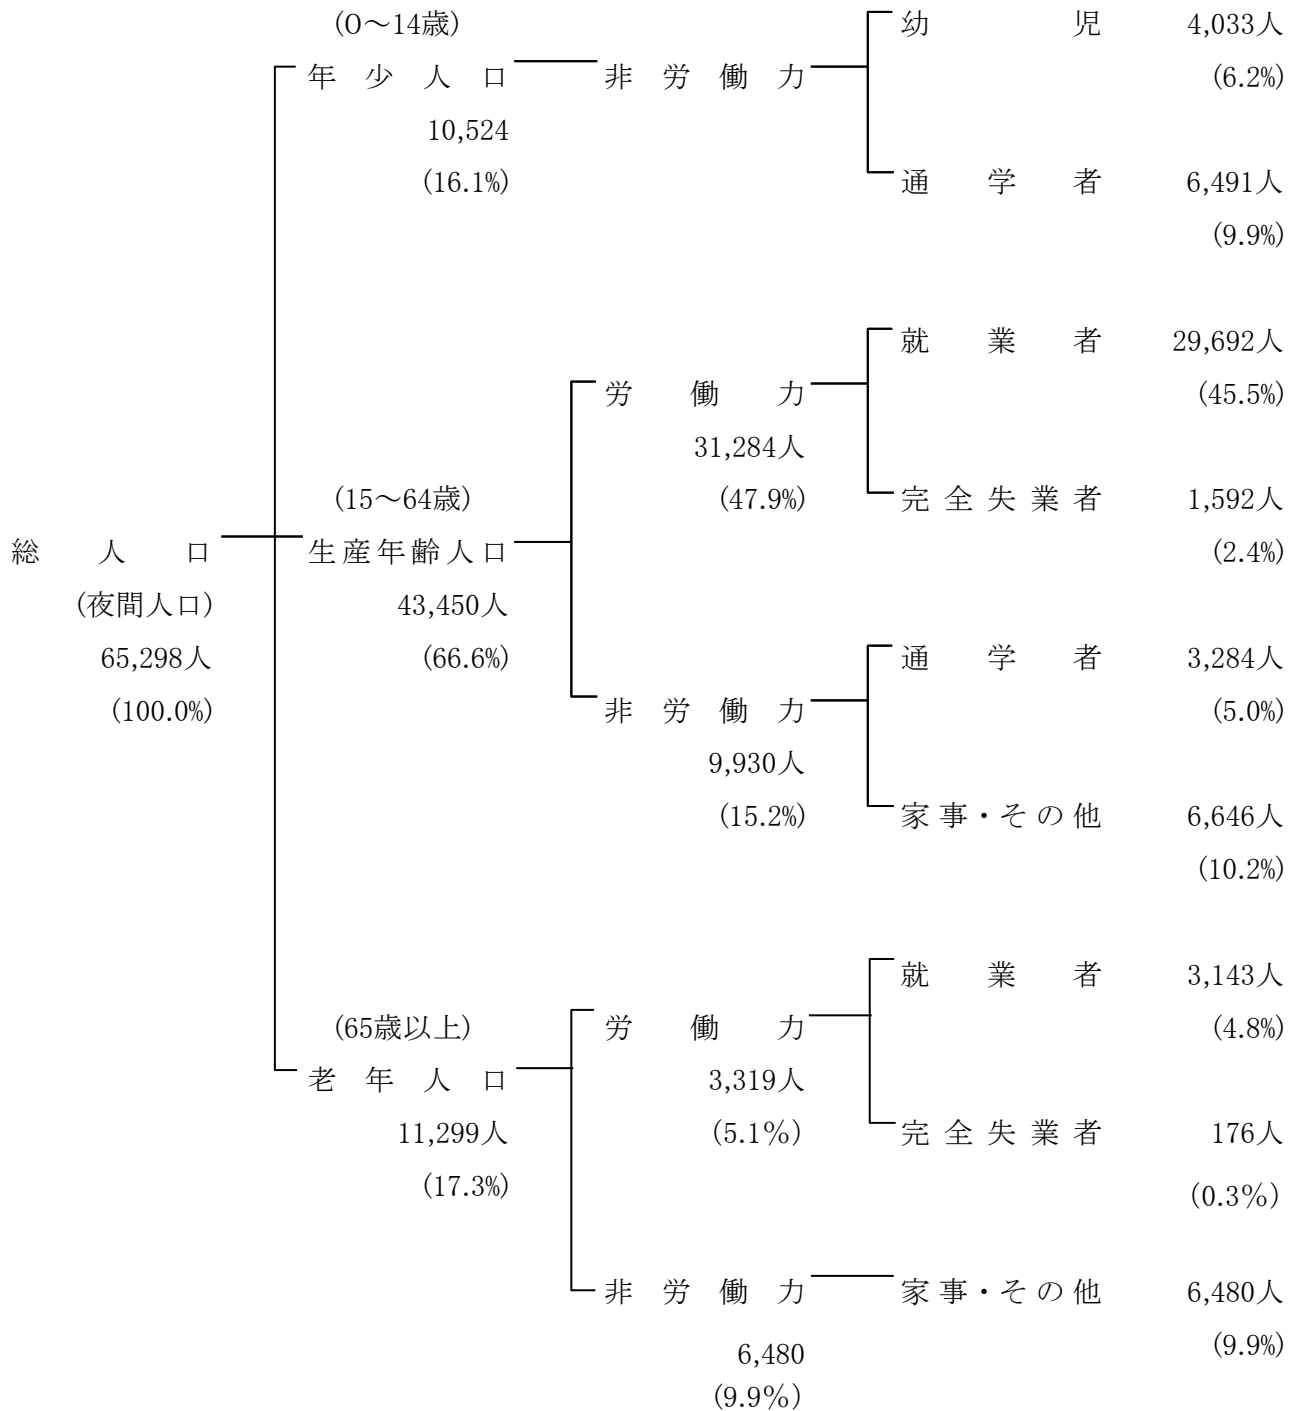 (0～14歳)
年少人口
10,524
(16.1%)
非労働力
幼児 4,033人
(6.2%)
通学者 6,491人
(9.9%)
総人口
(夜間人口)
65,298人
(100.0%)
(15～64歳)
生産年齢人口
43,450人
(66.6%)
労働力
31,284人
(47.9%)
就業者 29,692人
(45.5%)
完全失業者 1,592人
(2.4%)
非労働力
9,930人
(15.2%)
通学者 3,284人
(5.0%)
家事・その他 6,646人
(10.2%)
(65歳以上)
老年人口
11,299人
(17.3%)
労働力
3,319人
(5.1％)
就業者 3,143人
(4.8%)
完全失業者 176人
(0.3％)
非労働力
6,480
(9.9％)
家事・その他 6,480人
(9.9%)